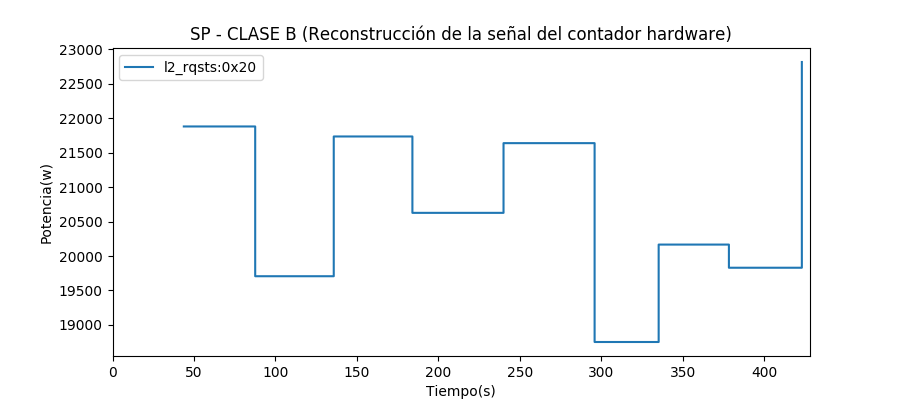 SP - CLASE B (Reconstrucción de la señal del contador hardware)
l2_rqsts:0x20
Potencia(w)
23000
22500
22000
21500
21000
20500
20000
19500
19000
0 50 100 150 200 250 300 350 400
Tiempo(s)